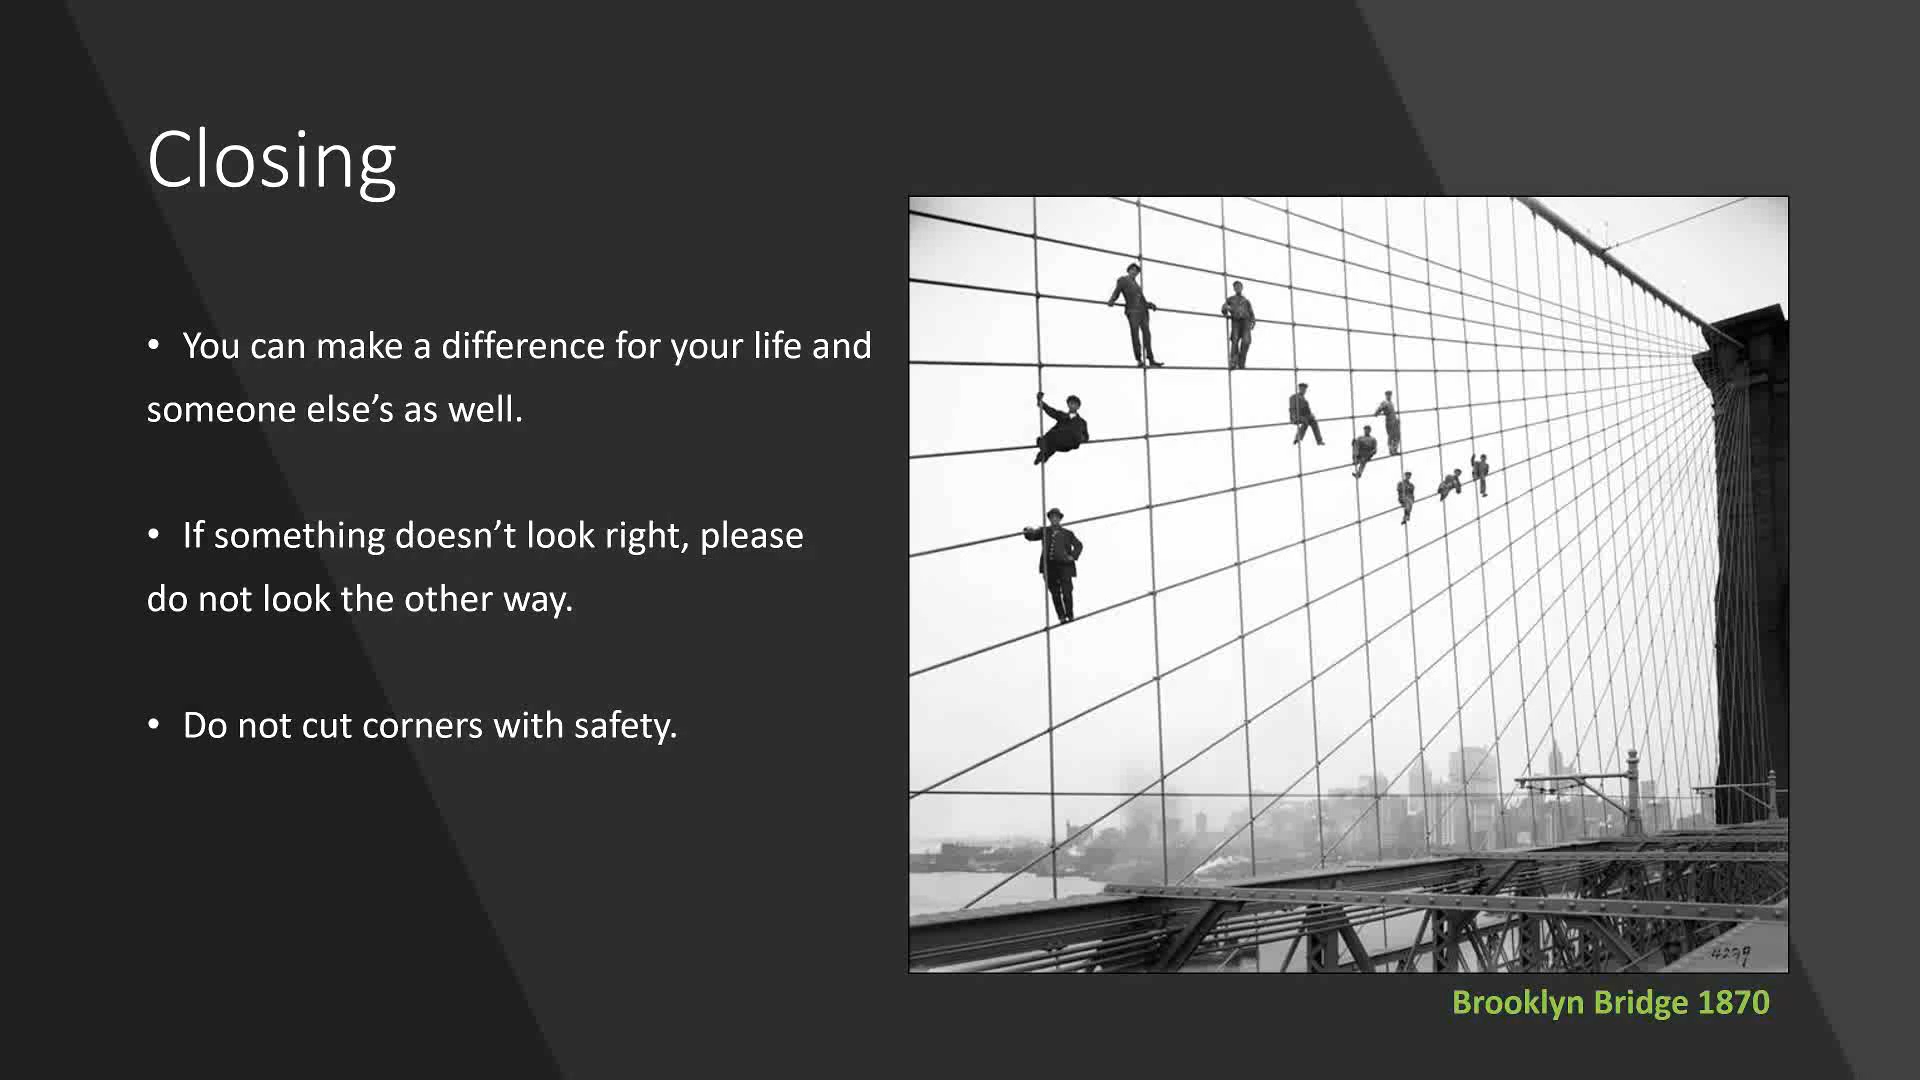 Closing
• You can make a difference for your life and
someone else’s as well.
• If something doesn’t look right, please
do not look the other way.
• Do not cut corners with safety.
4279
Brooklyn Bridge 1870